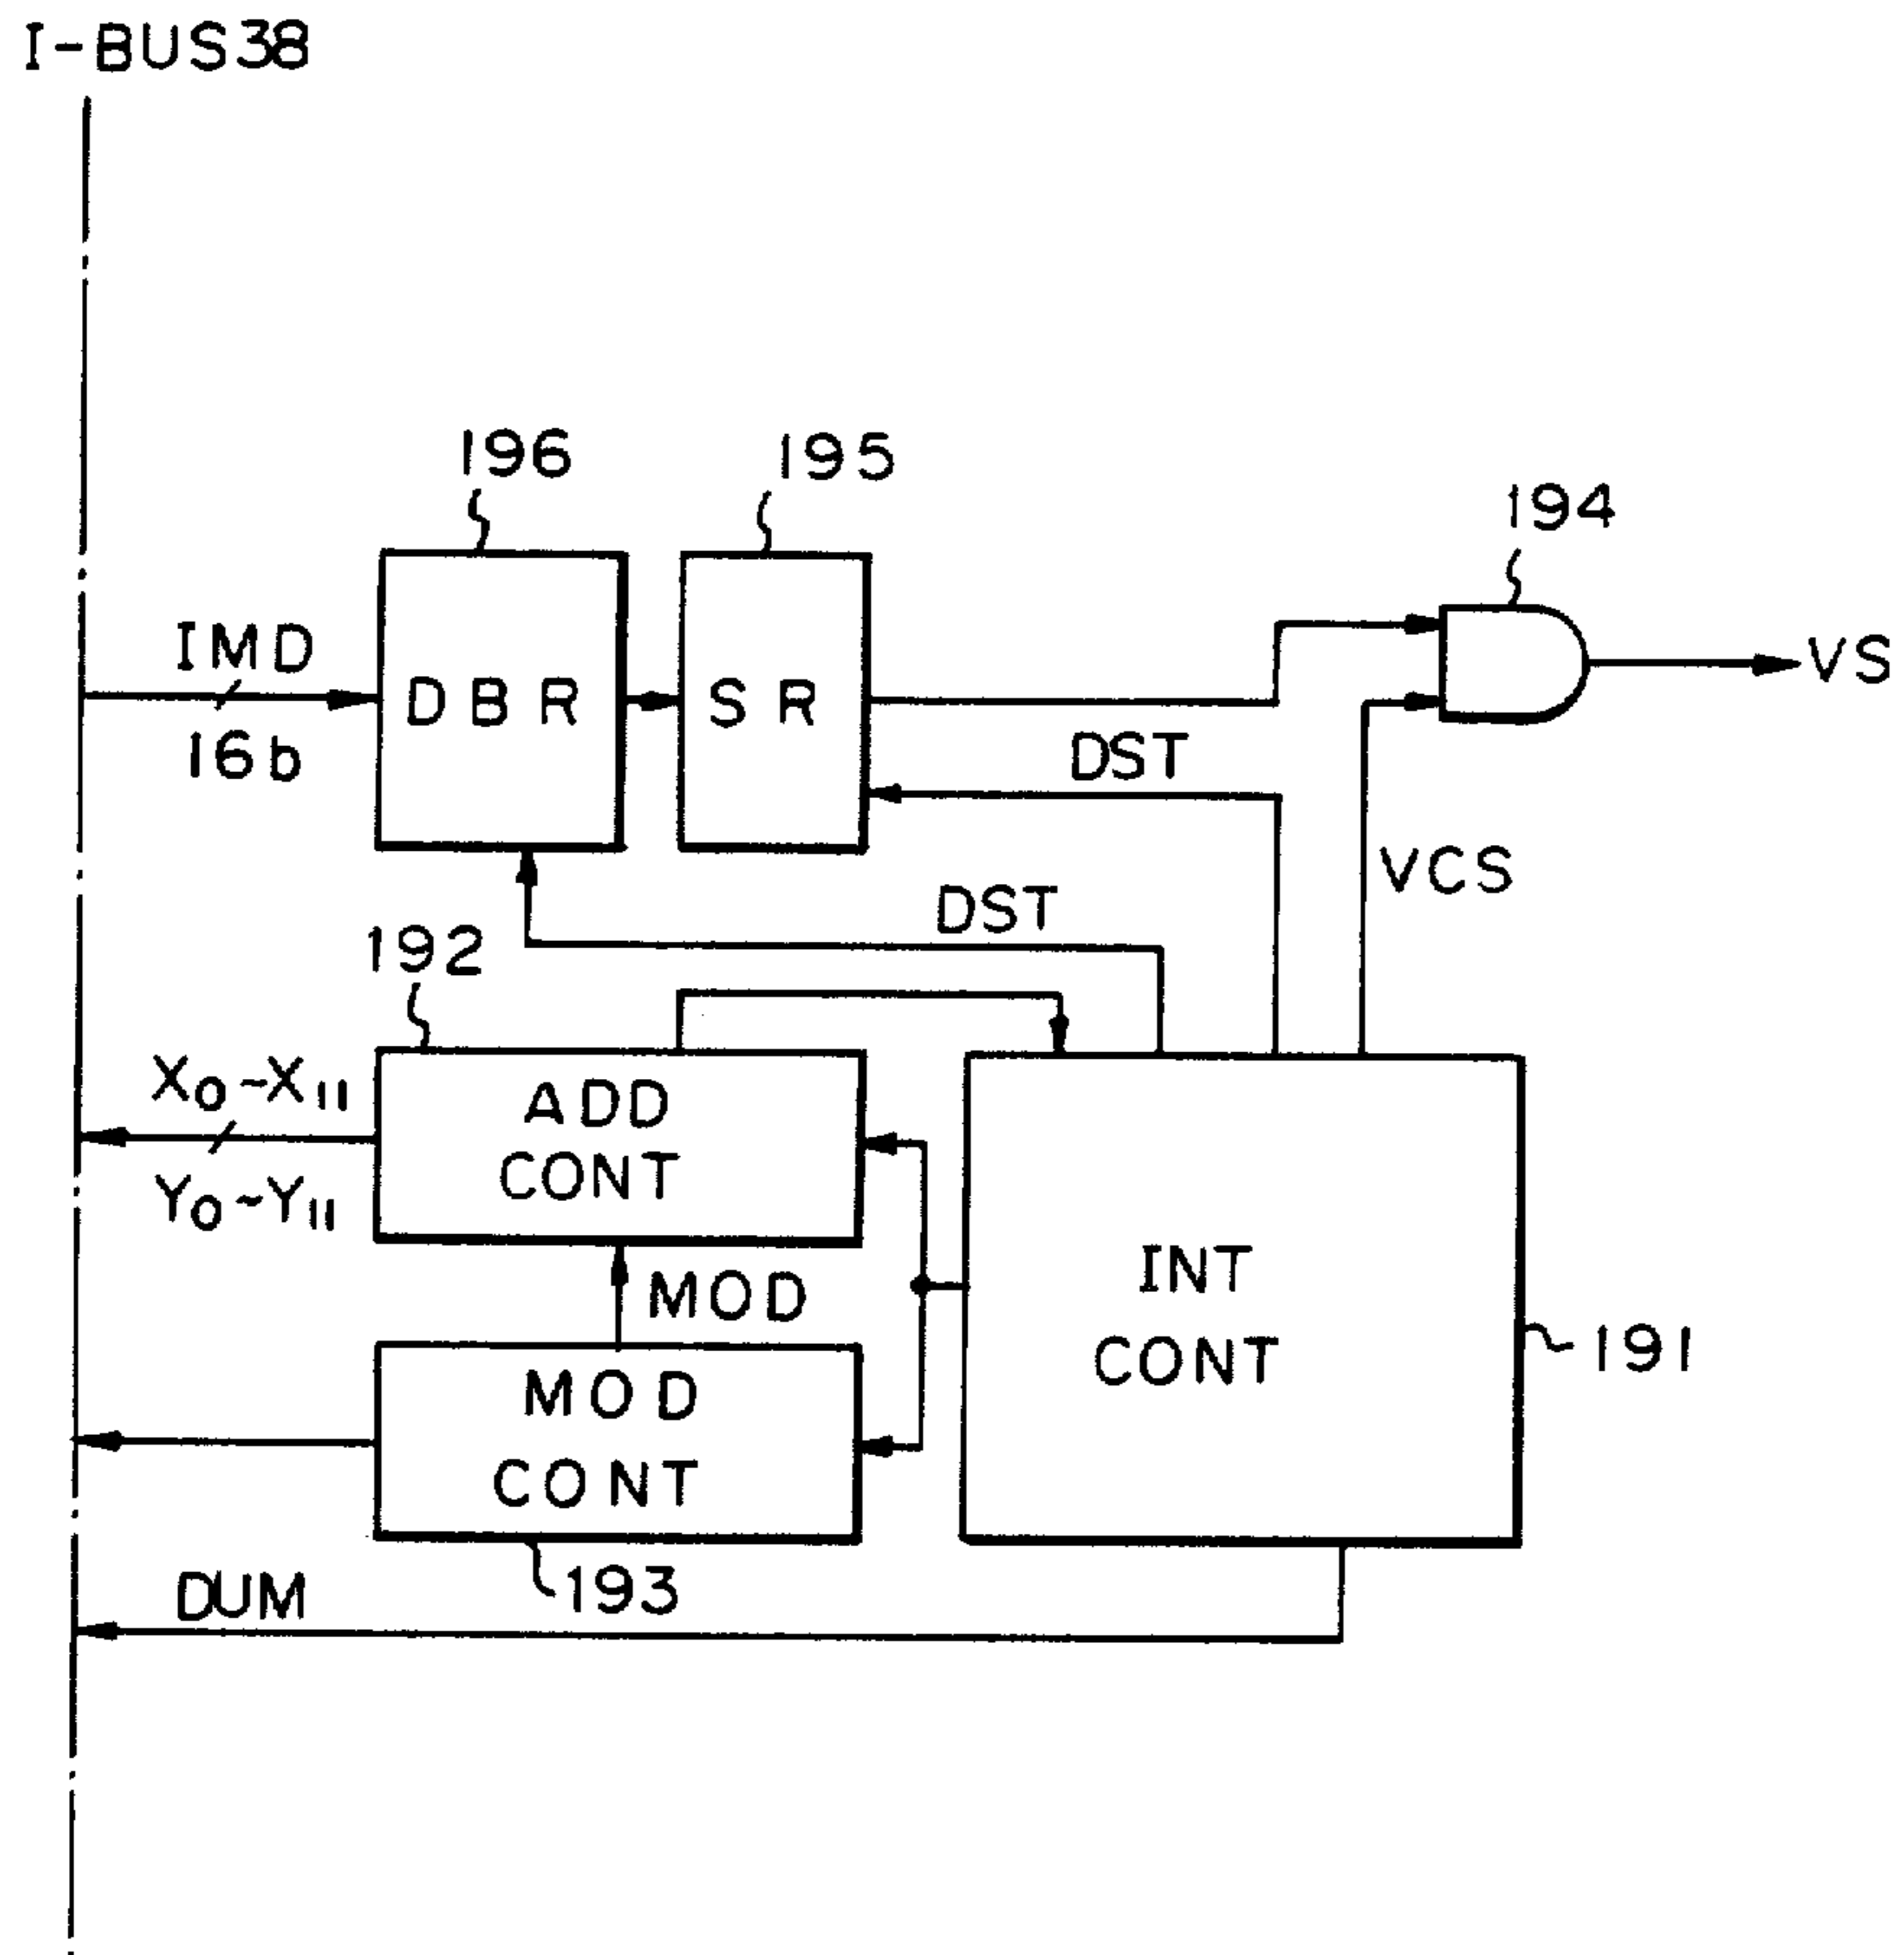 I-BUS38
196
195
194
IMD
16b
DBR
SR
VS
DST
VCS
DST
192
X0~X11
Y0~Y11
ADD
CONT
MOD
INT
CONT
191
MOD
CONT
193
DUM